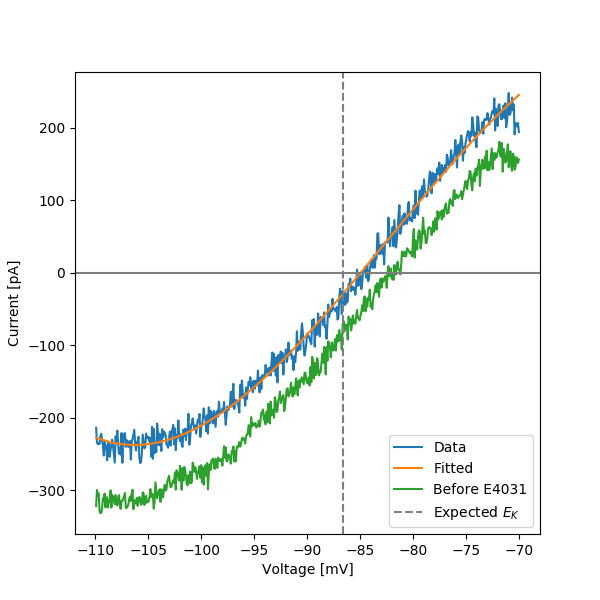 200
100
0
−100
−200
−300
Current [pA]
Data
Fitted
Before E4031
Expected E_K
−110 −105 −100 −95 −90 −85 −80 −75 −70
Voltage [mV]